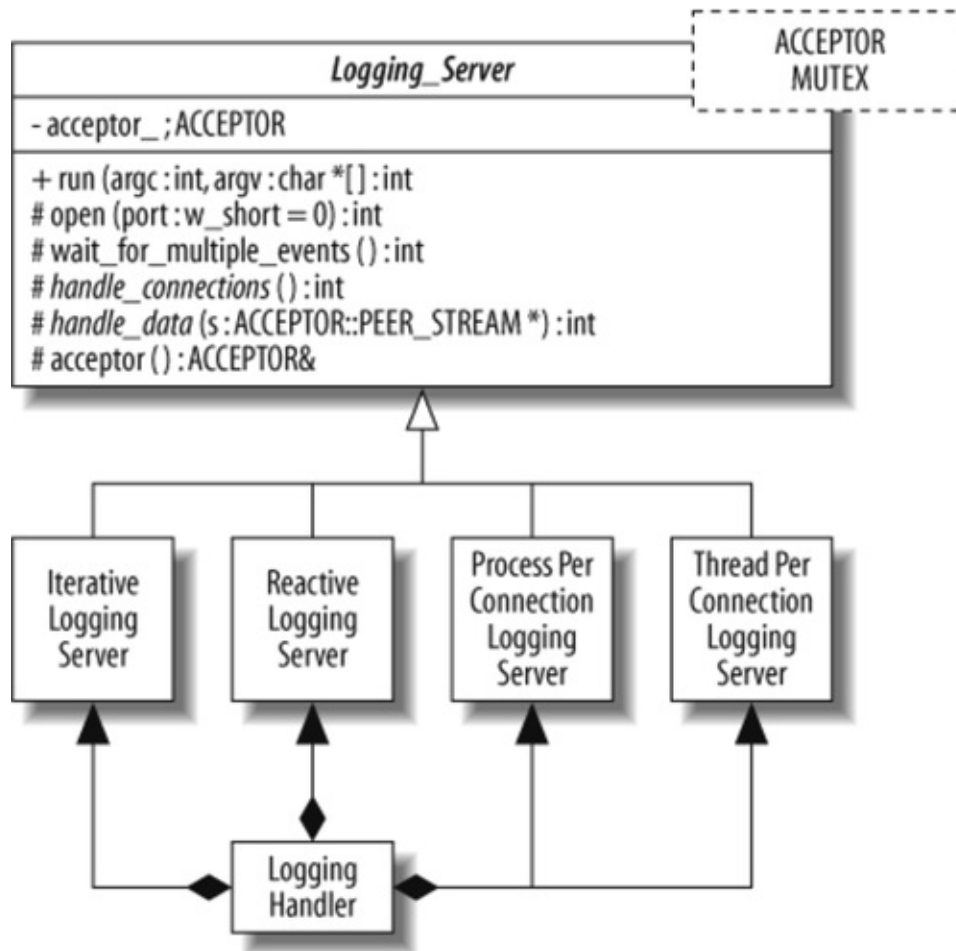 ACCEPTOR
MUTEX
Logging_Server
- acceptor_ ; ACCEPTOR
+ run (argc : int, argv : char *[ ] : int
# open (port : w_short = 0) : int
# wait_for_multiple_events ( ) : int
# handle_connections ( ) : int
# handle_data (s : ACCEPTOR::PEER_STREAM *) : int
# acceptor ( ) : ACCEPTOR&
Iterative
Logging
Server
Reactive
Logging
Server
Process Per
Connection
Logging
Server
Thread Per
Connection
Logging
Server
Logging
Handler